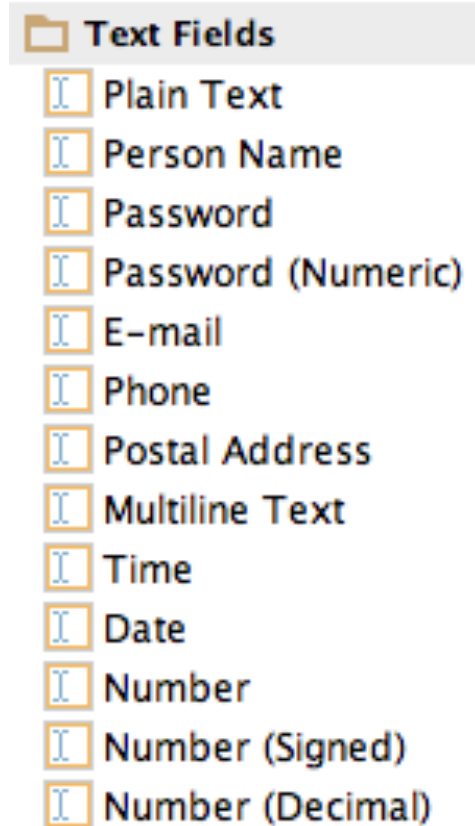 Text Fields
Plain Text
Person Name
Password
Password (Numeric)
E-mail
Phone
Postal Address
Multiline Text
Time
Date
Number
Number (Signed)
Number (Decimal)